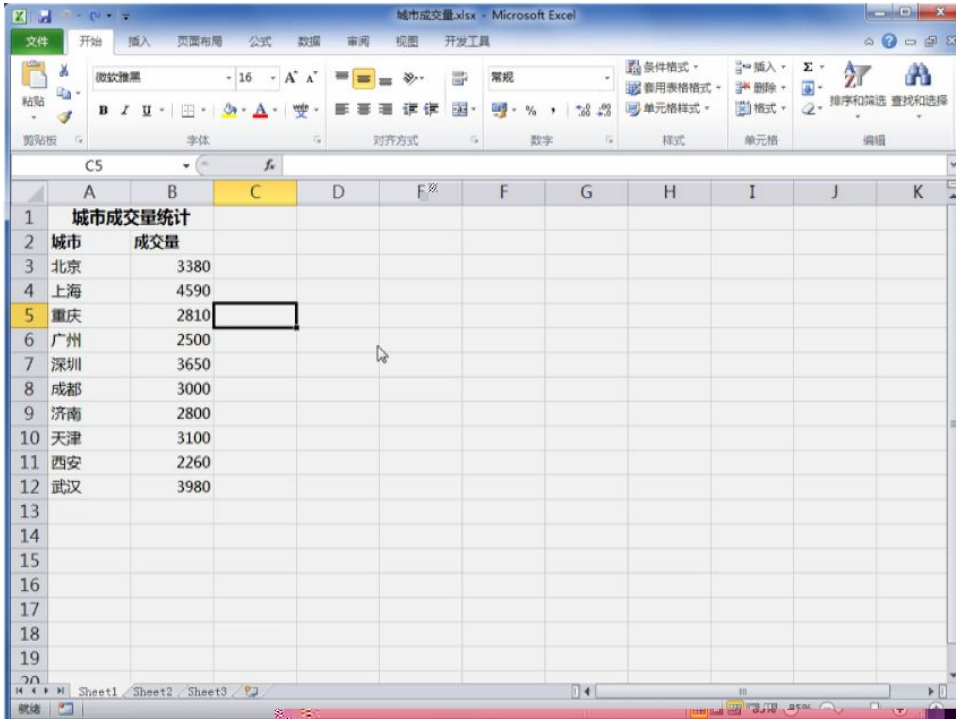 城市成交量.xlsx - Microsoft Excel
文件 开始 插入 页面布局 公式 数据 审阅 视图 开发工具
微软雅黑 16 A A 常规 条件格式 插入 Σ
粘贴 套用表格格式 删除 排序和筛选 查找和选择
B I U A wén % , 单元格样式 格式
剪贴板 字体 对齐方式 数字 样式 单元格 编辑
C5 fx
A B C D E F G H I J K
1 城市成交量统计
2 城市 成交量
3 北京 3380
4 上海 4590
5 重庆 2810
6 广州 2500
7 深圳 3650
8 成都 3000
9 济南 2800
10 天津 3100
11 西安 2260
12 武汉 3980
13
14
15
16
17
18
19
20
Sheet1 Sheet2 Sheet3
就绪